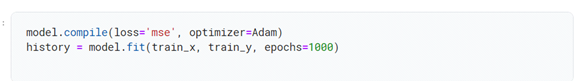 :
model.compile(loss='mse', optimizer=Adam)
history = model.fit(train_x, train_y, epochs=1000)